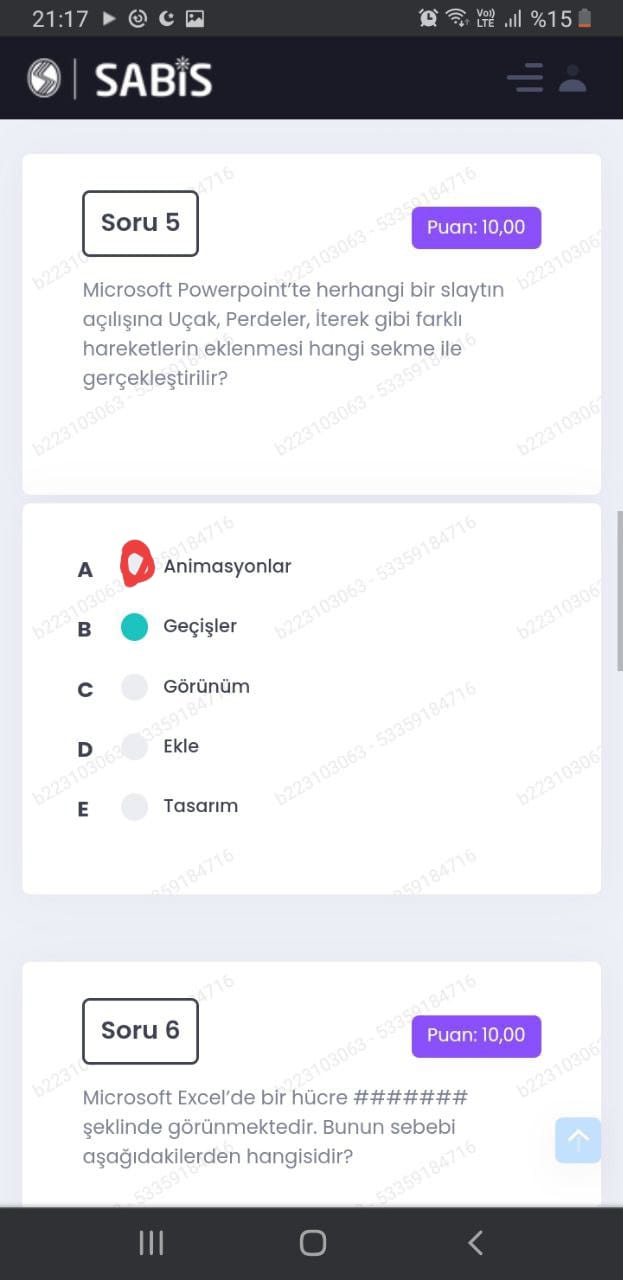 21:17
Vo)) LTE
%15
SABİS
Soru 5
Puan: 10,00
Microsoft Powerpoint’te herhangi bir slaytın
açılışına Uçak, Perdeler, İterek gibi farklı
hareketlerin eklenmesi hangi sekme ile
gerçekleştirilir?
A Animasyonlar
B Geçişler
C Görünüm
D Ekle
E Tasarım
Soru 6
Puan: 10,00
Microsoft Excel’de bir hücre #######
şeklinde görünmektedir. Bunun sebebi
aşağıdakilerden hangisidir?
b223103063 - 53359184716